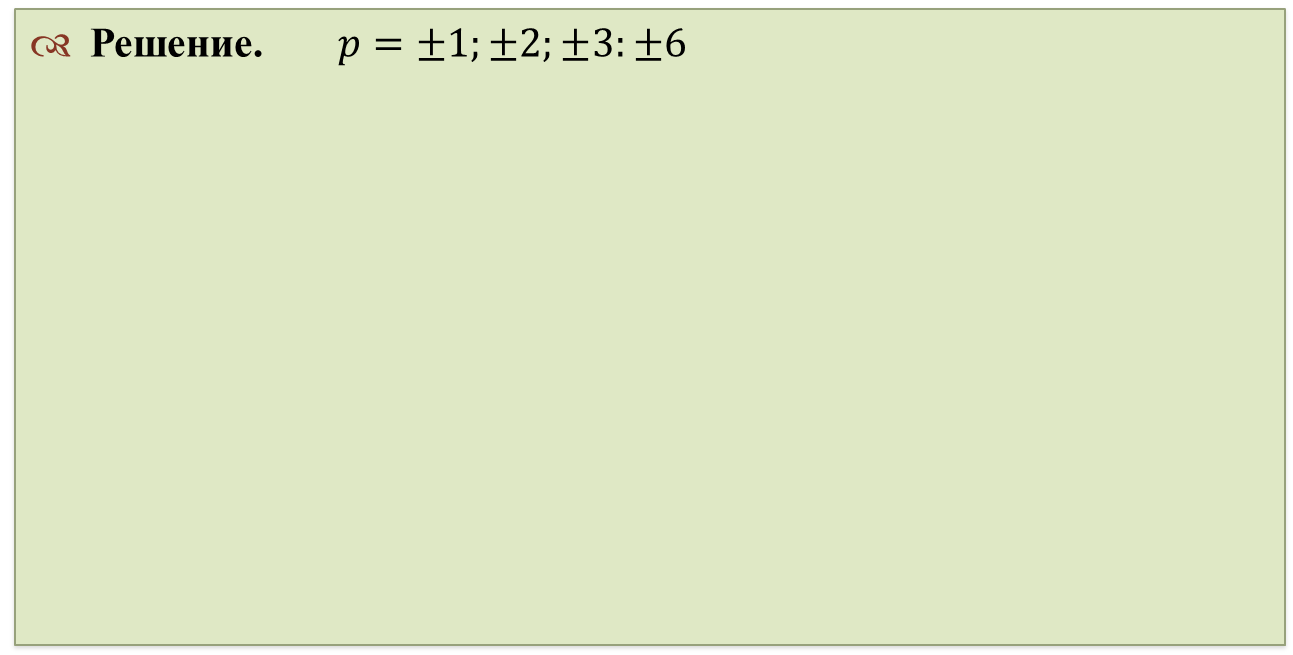 Решение. p = ±1; ±2; ±3: ±6